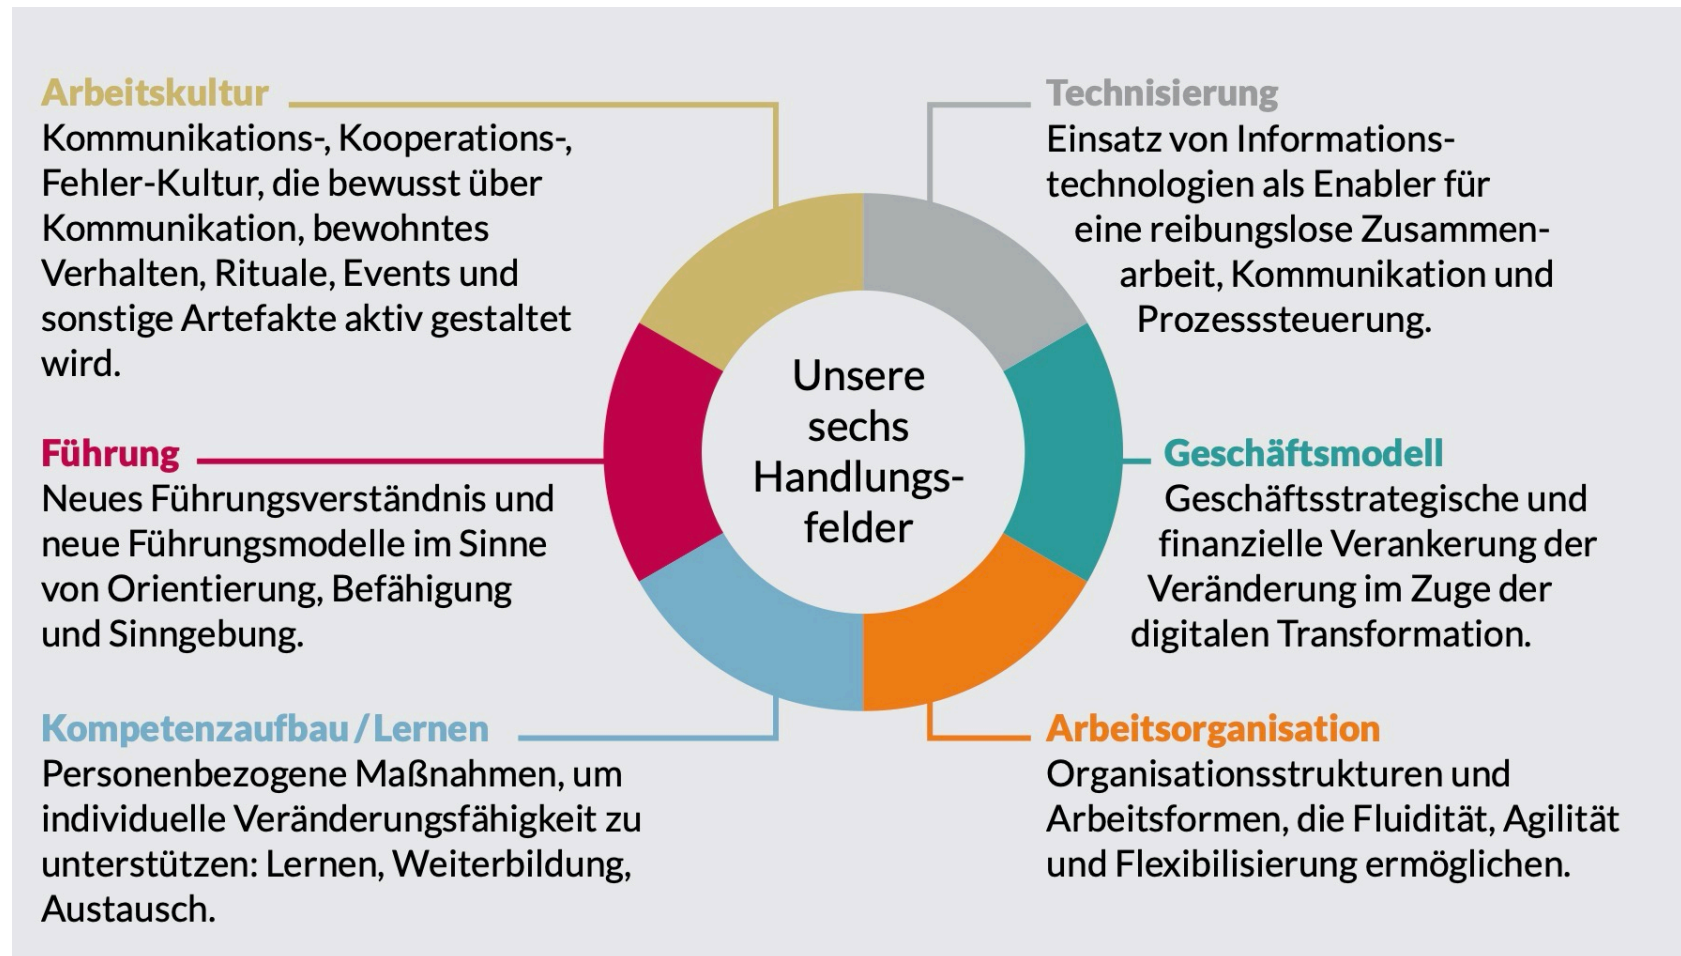 Arbeitskultur
Kommunikations-, Kooperations-,
Fehler-Kultur, die bewusst über
Kommunikation, bewohntes
Verhalten, Rituale, Events und
sonstige Artefakte aktiv gestaltet
wird.
Führung
Neues Führungsverständnis und
neue Führungsmodelle im Sinne
von Orientierung, Befähigung
und Sinngebung.
Kompetenzaufbau / Lernen
Personenbezogene Maßnahmen, um
individuelle Veränderungsfähigkeit zu
unterstützen: Lernen, Weiterbildung,
Austausch.
Unsere
sechs
Handlungs-
felder
Technisierung
Einsatz von Informations-
technologien als Enabler für
eine reibungslose Zusammen-
arbeit, Kommunikation und
Prozesssteuerung.
Geschäftsmodell
Geschäftsstrategische und
finanzielle Verankerung der
Veränderung im Zuge der
digitalen Transformation.
Arbeitsorganisation
Organisationsstrukturen und
Arbeitsformen, die Fluidität, Agilität
und Flexibilisierung ermöglichen.